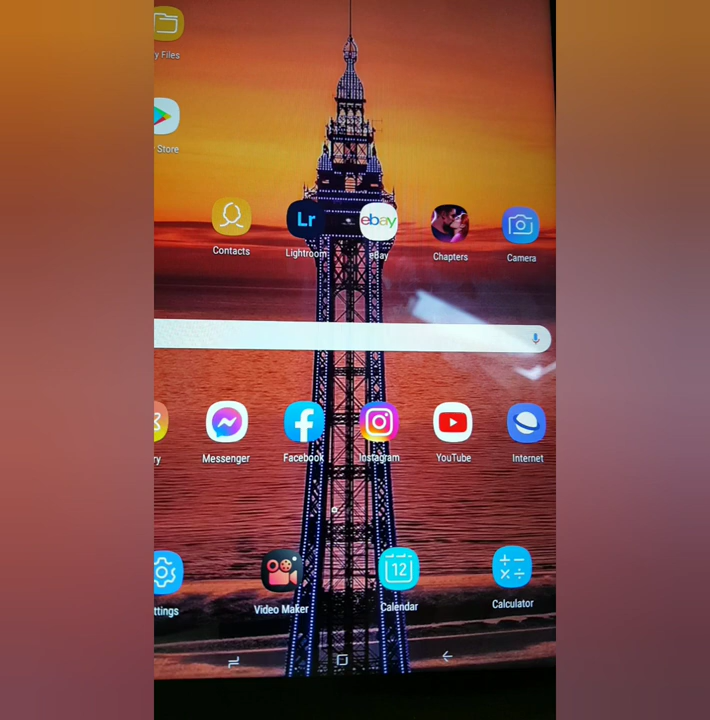 y Files
Store
Lr
ebay
Contacts
Lightroom
eBay
Chapters
Camera
ry
Messenger
Facebook
Instagram
YouTube
Internet
12
ttings
Video Maker
Calendar
Calculator